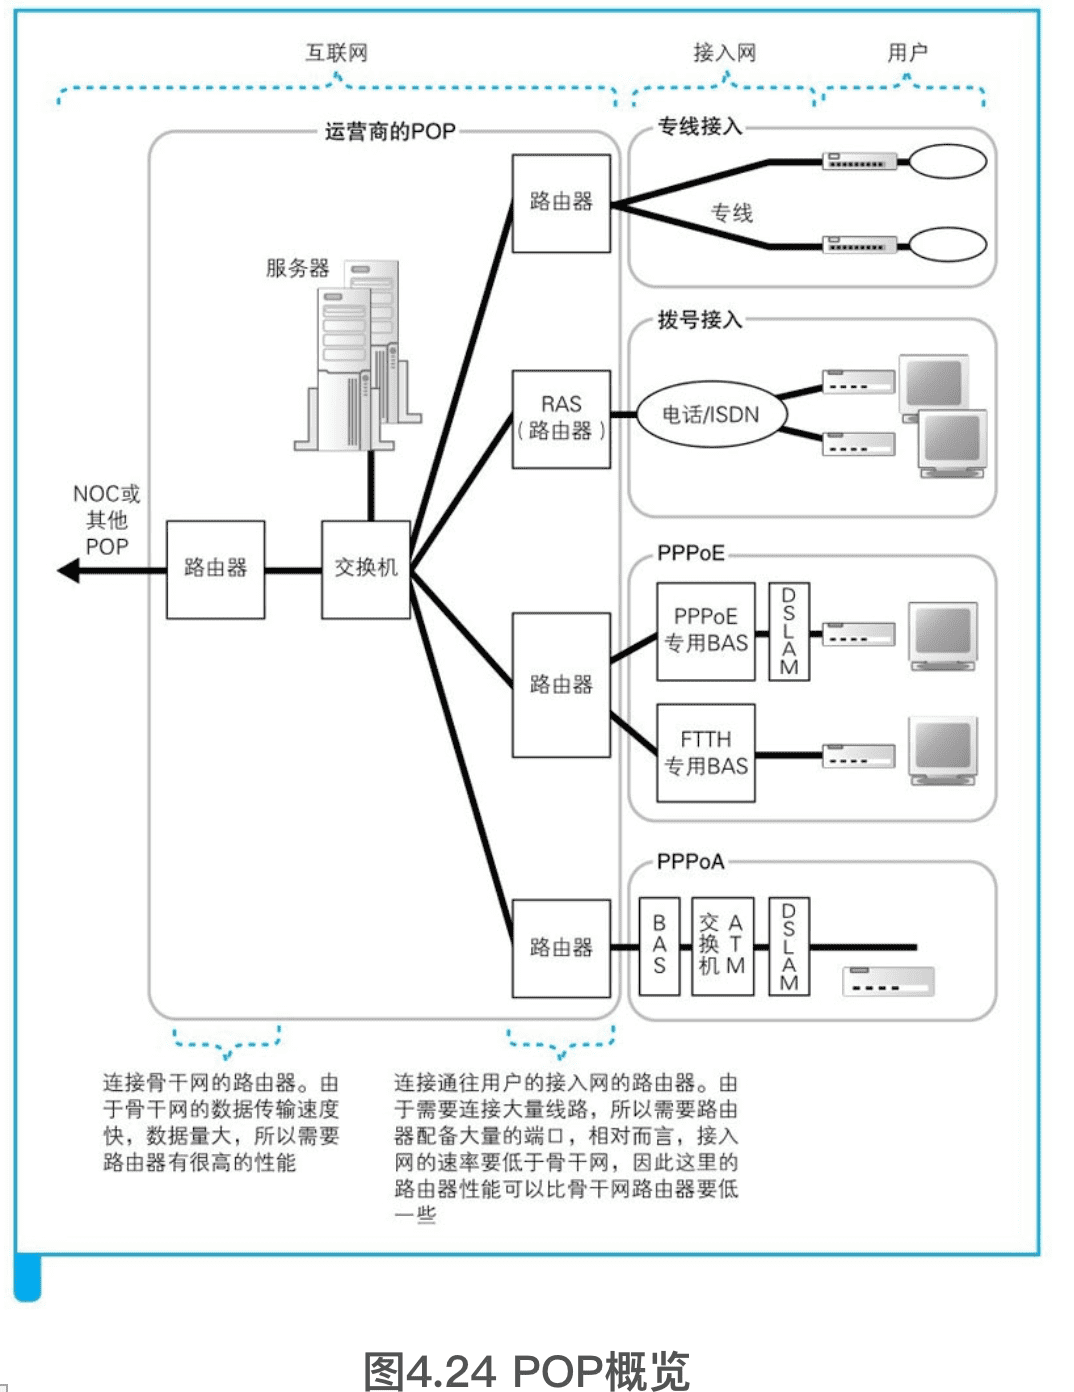 互联网
接入网
用户
运营商的POP
专线接入
路由器
专线
服务器
拨号接入
RAS
（路由器）
电话/ISDN
NOC或
其他
POP
路由器
交换机
PPPoE
PPPoE
专用BAS
DSLAM
路由器
FTTH
专用BAS
PPPoA
路由器
BAS
ATM
交换机
DSLAM
连接骨干网的路由器。由
于骨干网的数据传输速度
快，数据量大，所以需要
路由器有很高的性能
连接通往用户的接入网的路由器。由
于需要连接大量线路，所以需要路由
器配备大量的端口，相对而言，接入
网的速率要低于骨干网，因此这里的
路由器性能可以比骨干网路由器要低
一些
图4.24 POP概览